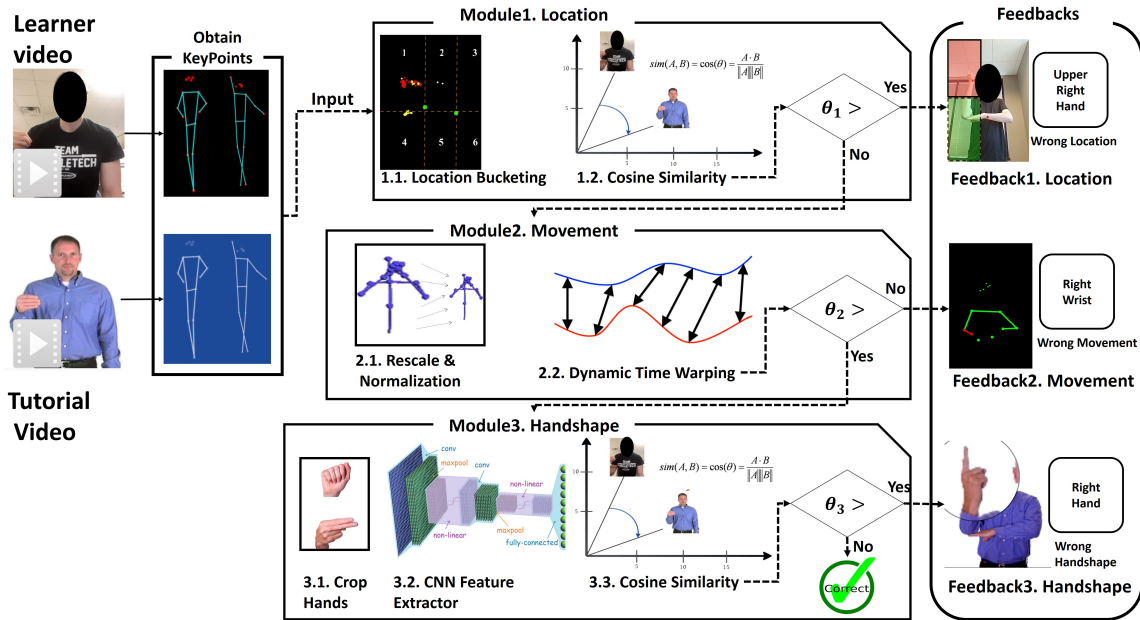 Learner
video
Obtain
KeyPoints
Input
Tutorial
Video
Module1. Location
1 2 3
4 5 6
1.1. Location Bucketing
10
5
5 10 15
sim(A, B) = cos(θ) = A · B / ‖A‖‖B‖
1.2. Cosine Similarity
θ1 >
Yes
No
Module2. Movement
2.1. Rescale &
Normalization
2.2. Dynamic Time Warping
θ2 >
No
Yes
Module3. Handshape
3.1. Crop
Hands
conv
maxpool
conv
non-linear
non-linear
maxpool
fully-connected
3.2. CNN Feature
Extractor
10
5
5 10 15
sim(A, B) = cos(θ) = A · B / ‖A‖‖B‖
3.3. Cosine Similarity
θ3 >
Yes
No
Correct
Feedbacks
Upper
Right
Hand
Wrong Location
Feedback1. Location
Right
Wrist
Wrong Movement
Feedback2. Movement
Right
Hand
Wrong
Handshape
Feedback3. Handshape
TEAM